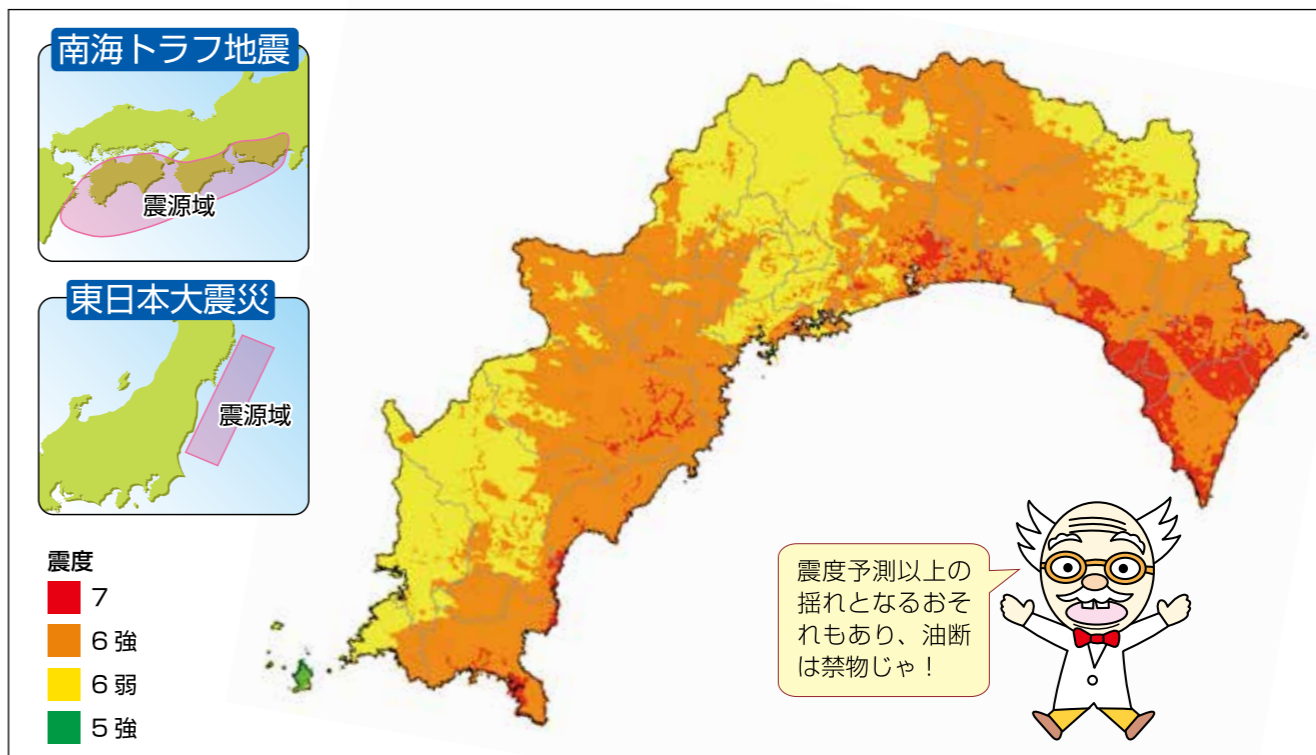 南海トラフ地震
震源域
東日本大震災
震源域
震度
7
6強
6弱
5強
震度予測以上の
揺れとなるおそ
れもあり、油断
は禁物じゃ！